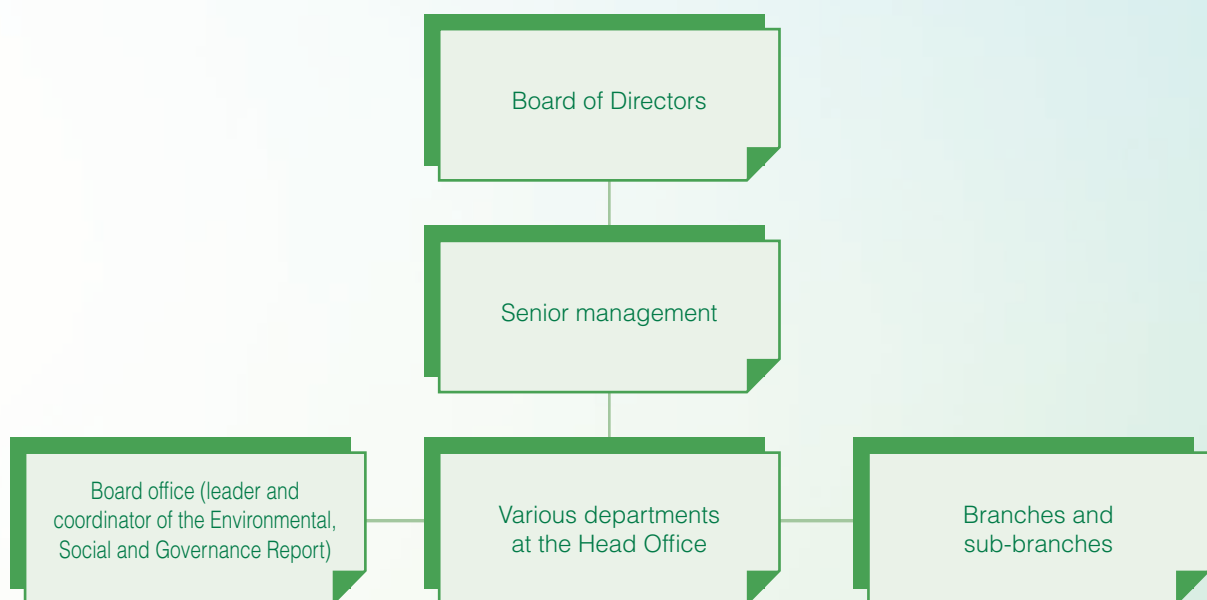 Board of Directors
Senior management
Board office (leader and
coordinator of the Environmental,
Social and Governance Report)
Various departments
at the Head Office
Branches and
sub-branches